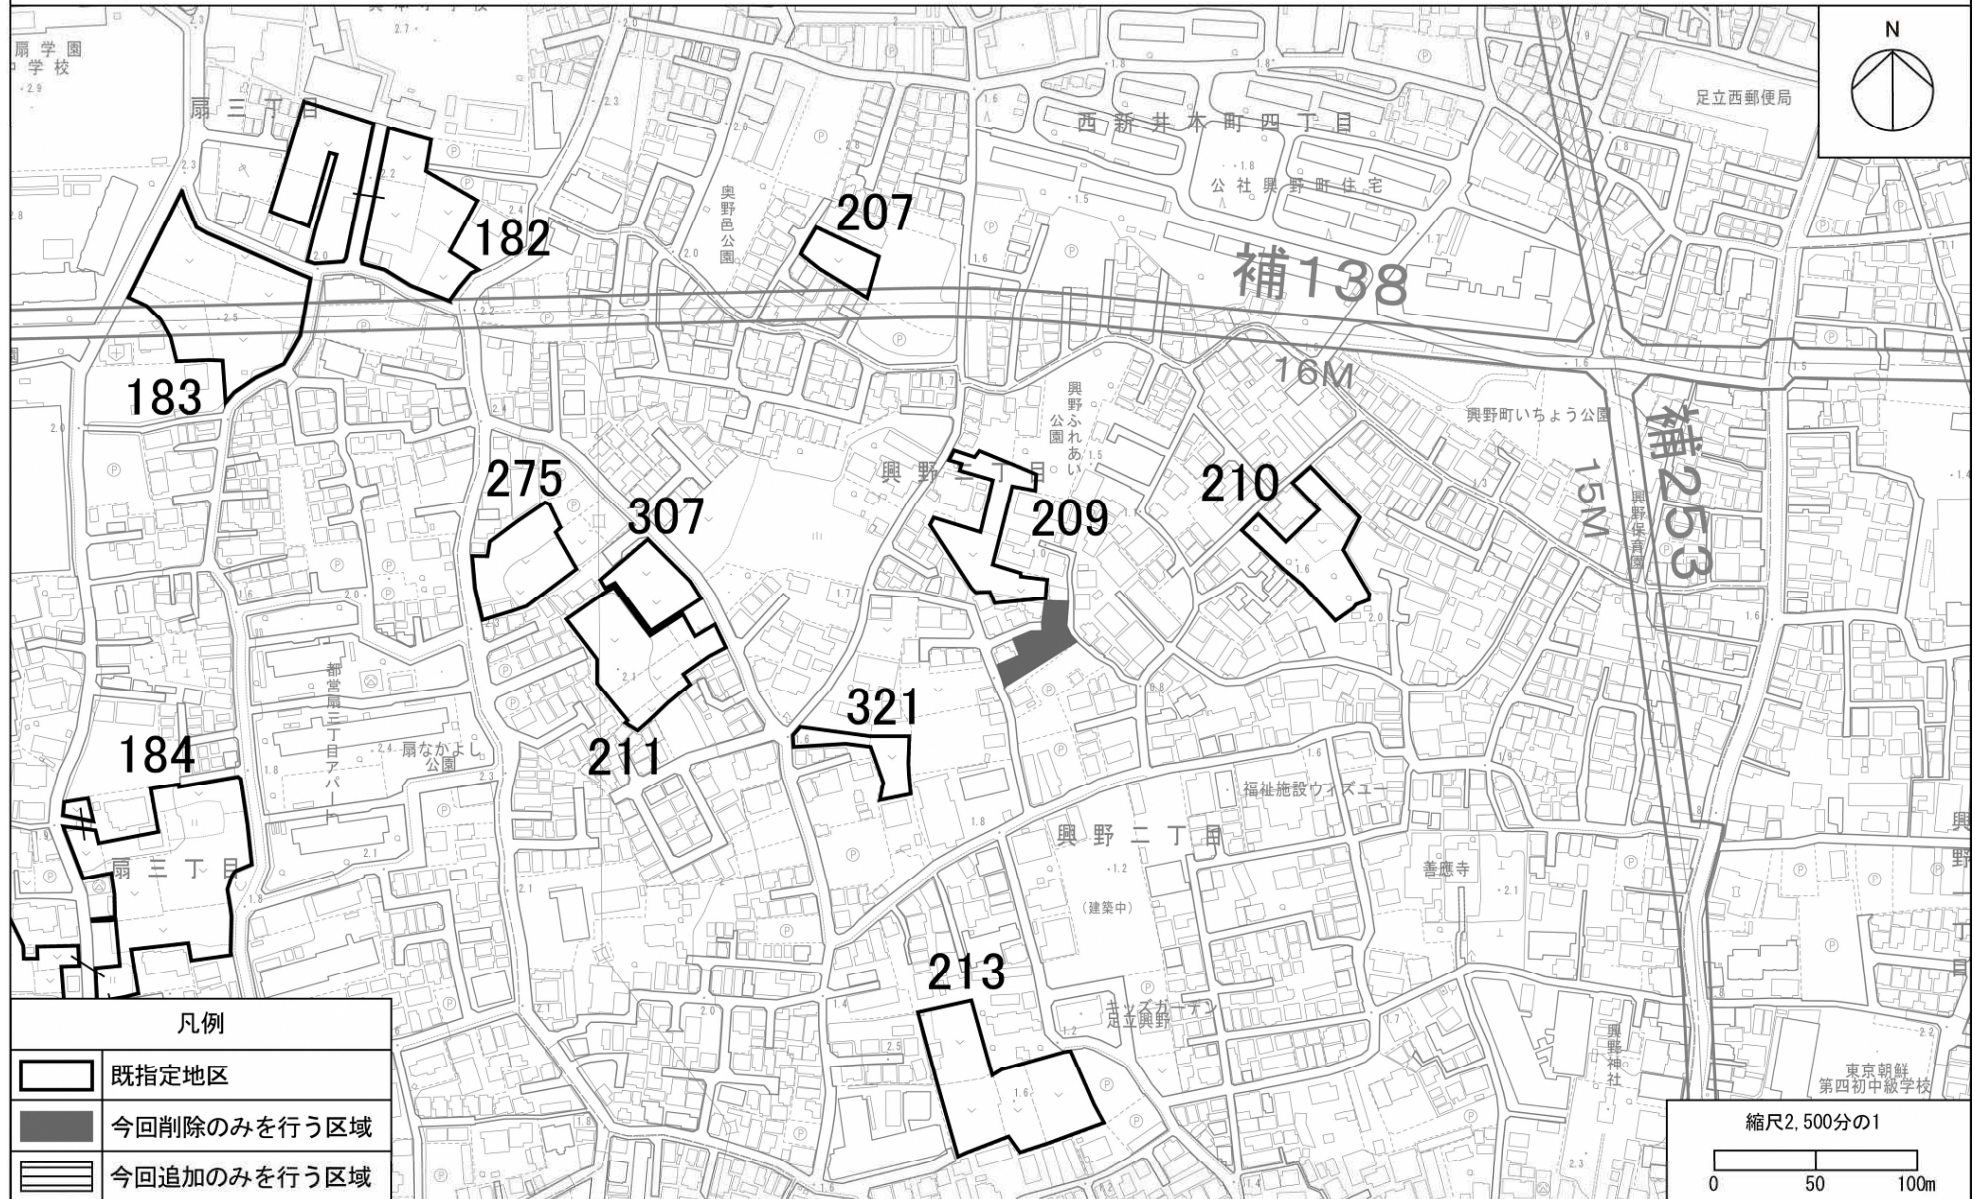 N
扇学園
中学校
扇三丁目
西新井本町四丁目
足立西郵便局
公社興野町住宅
奥野邑公園
182
207
補138
16M
183
興野ふれあい
公園
興野町いちょう公園
補253
15M
興野保育園
275
307
興野二丁目
209
210
都営扇三丁目アパート
扇なかよし
公園
184
211
321
扇三丁目
福祉施設ウィズユー
興野二丁目
善應寺
(建築中)
213
キッズガーデン
足立興野
興野神社
興野一丁目
東京朝鮮
第四初中級学校
凡例
既指定地区
今回削除のみを行う区域
今回追加のみを行う区域
縮尺2,500分の1
0 50 100m